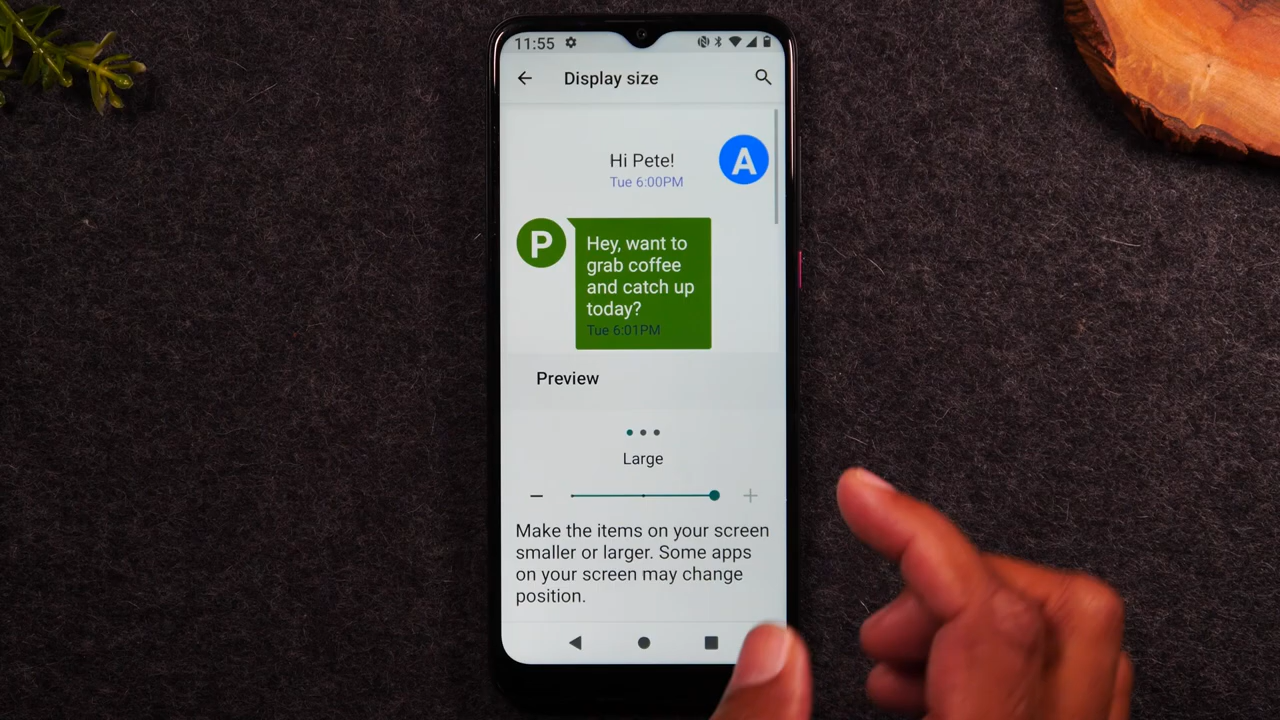 11:55
Display size
Hi Pete!
A
Tue 6:00PM
P
Hey, want to
grab coffee
and catch up
today?
Tue 6:01PM
Preview
Large
Make the items on your screen
smaller or larger. Some apps
on your screen may change
position.